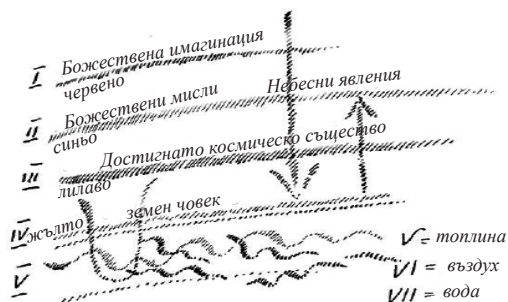 I Божествена имагинация
червено
II Божествени мисли Небесни явления
синьо
III Достигнато космическо същество
лилаво
IV жълто земен човек
V
V = топлина
VI = въздух
VII = вода